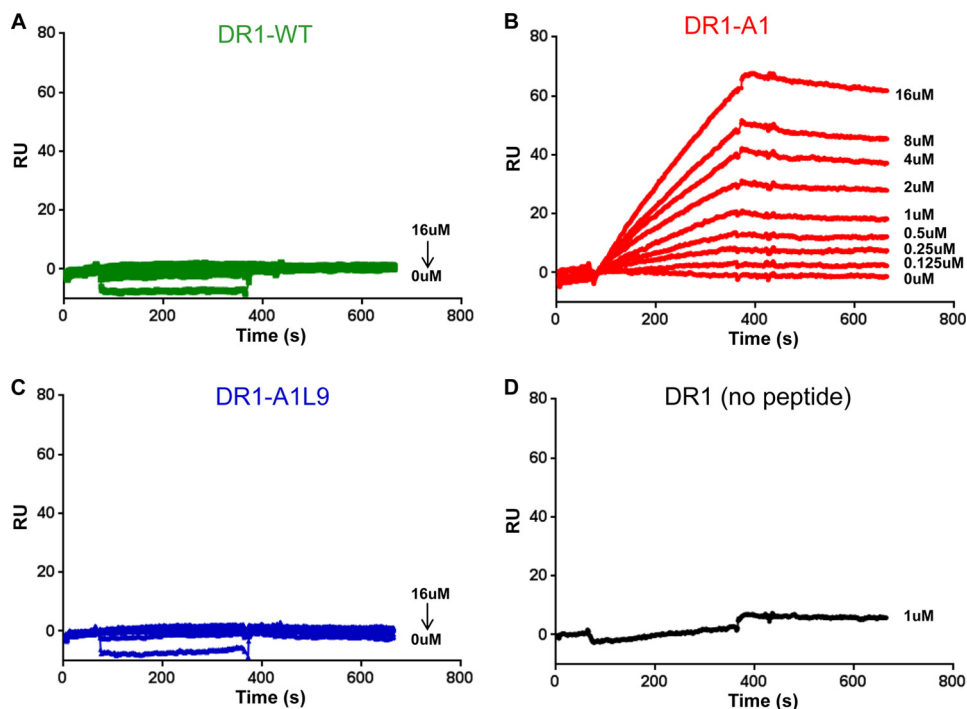 A
DR1-WT
80
60
40
20
0
RU
16uM
0uM
0 200 400 600 800
Time (s)
B
DR1-A1
80
60
40
20
0
RU
16uM
8uM
4uM
2uM
1uM
0.5uM
0.25uM
0.125uM
0uM
0 200 400 600 800
Time (s)
C
DR1-A1L9
80
60
40
20
0
RU
16uM
0uM
0 200 400 600 800
Time (s)
D
DR1 (no peptide)
80
60
40
20
0
RU
1uM
0 200 400 600 800
Time (s)